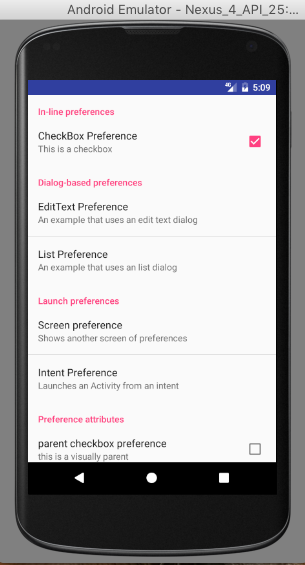 Android Emulator - Nexus_4_API_25:...
4G 5:09
In-line preferences
CheckBox Preference
This is a checkbox
Dialog-based preferences
EditText Preference
An example that uses an edit text dialog
List Preference
An example that uses an list dialog
Launch preferences
Screen preference
Shows another screen of preferences
Intent Preference
Launches an Activity from an intent
Preference attributes
parent checkbox preference
this is a visually parent